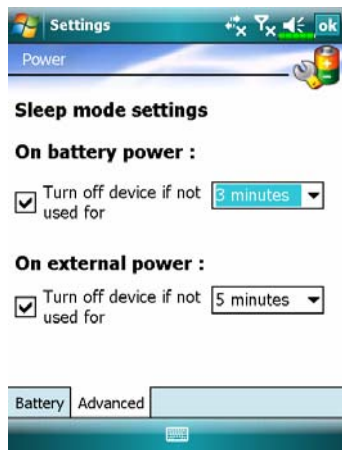 Settings
ok
Power
Sleep mode settings
On battery power :
Turn off device if not
used for
3 minutes
On external power :
Turn off device if not
used for
5 minutes
Battery
Advanced